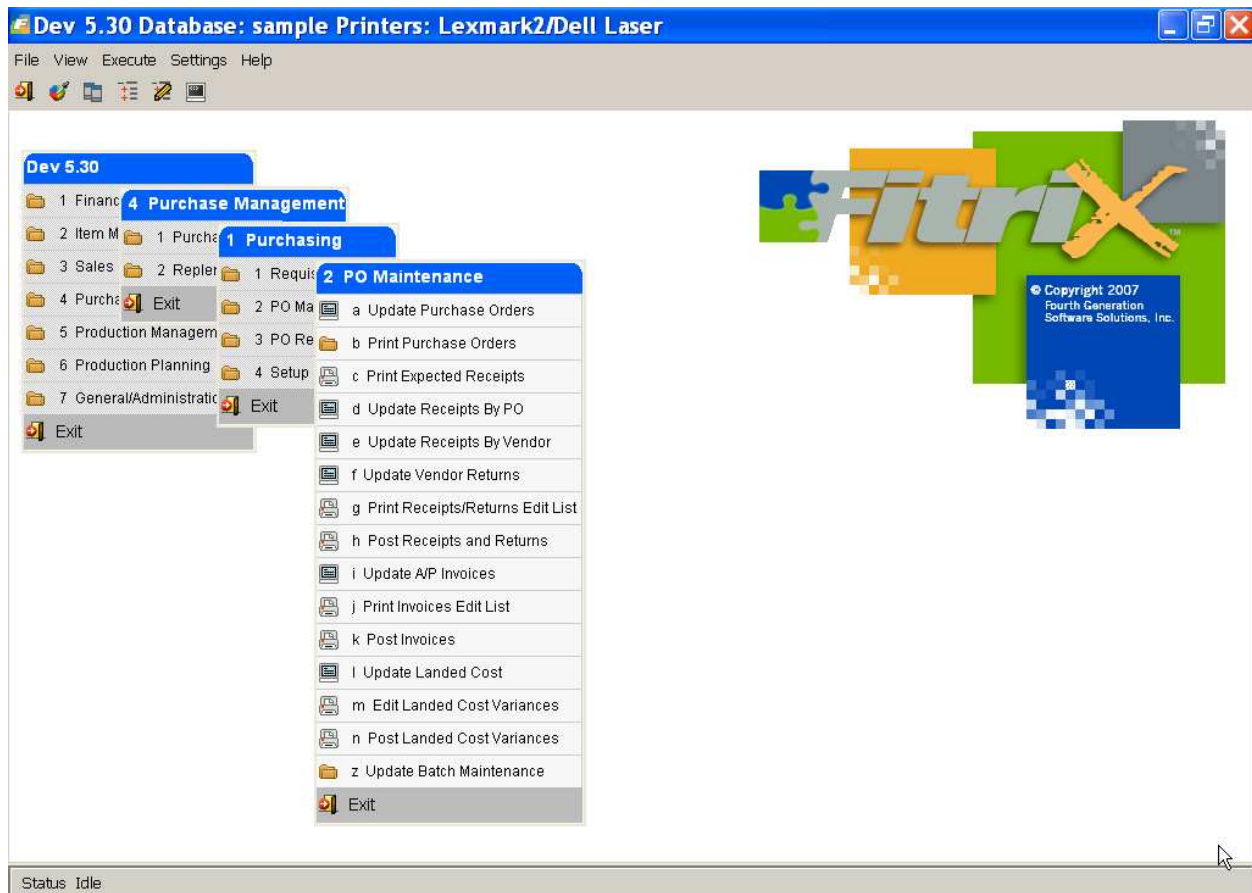 Dev 5.30 Database: sample Printers: Lexmark2/Dell Laser
File View Execute Settings Help
Dev 5.30
1 Financ
2 Item M
3 Sales
4 Purcha
5 Production Managem
6 Production Planning
7 General/Administratic
Exit
4 Purchase Management
1 Purcha
2 Repler
Exit
1 Purchasing
1 Requis
2 PO Ma
3 PO Re
4 Setup
Exit
2 PO Maintenance
a Update Purchase Orders
b Print Purchase Orders
c Print Expected Receipts
d Update Receipts By PO
e Update Receipts By Vendor
f Update Vendor Returns
g Print Receipts/Returns Edit List
h Post Receipts and Returns
i Update A/P Invoices
j Print Invoices Edit List
k Post Invoices
l Update Landed Cost
m Edit Landed Cost Variances
n Post Landed Cost Variances
z Update Batch Maintenance
Exit
Fitrix™
© Copyright 2007
Fourth Generation
Software Solutions, Inc.
Status Idle